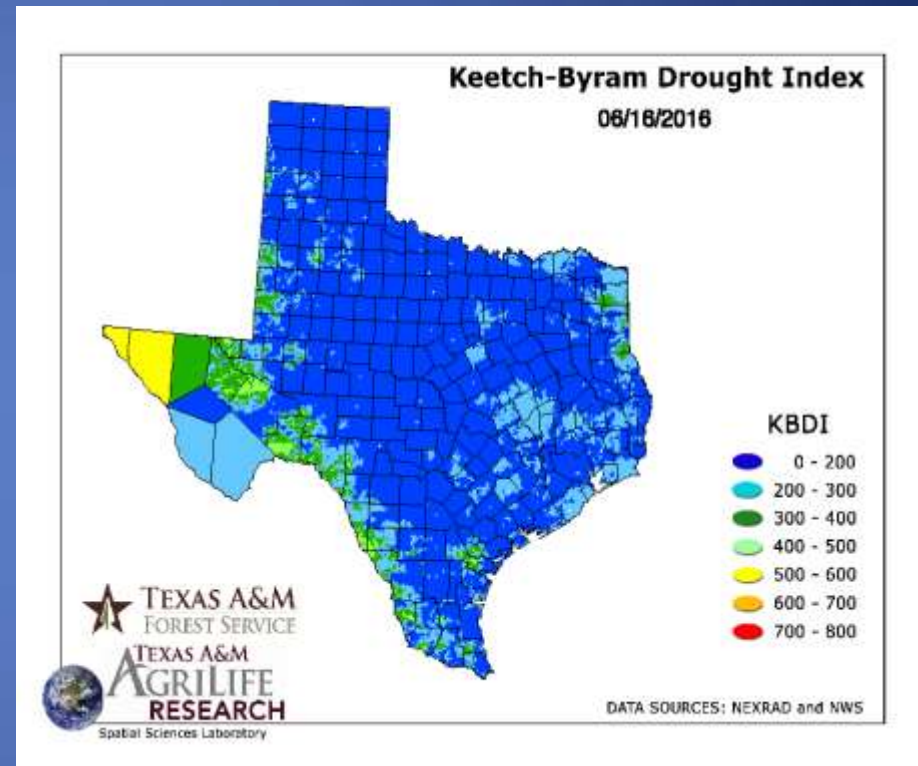 Keetch-Byram Drought Index
06/16/2016
KBDI
0 - 200
200 - 300
300 - 400
400 - 500
500 - 600
600 - 700
700 - 800
TEXAS A&M
FOREST SERVICE
TEXAS A&M
AGRILIFE
RESEARCH
Spatial Sciences Laboratory
DATA SOURCES: NEXRAD and NWS